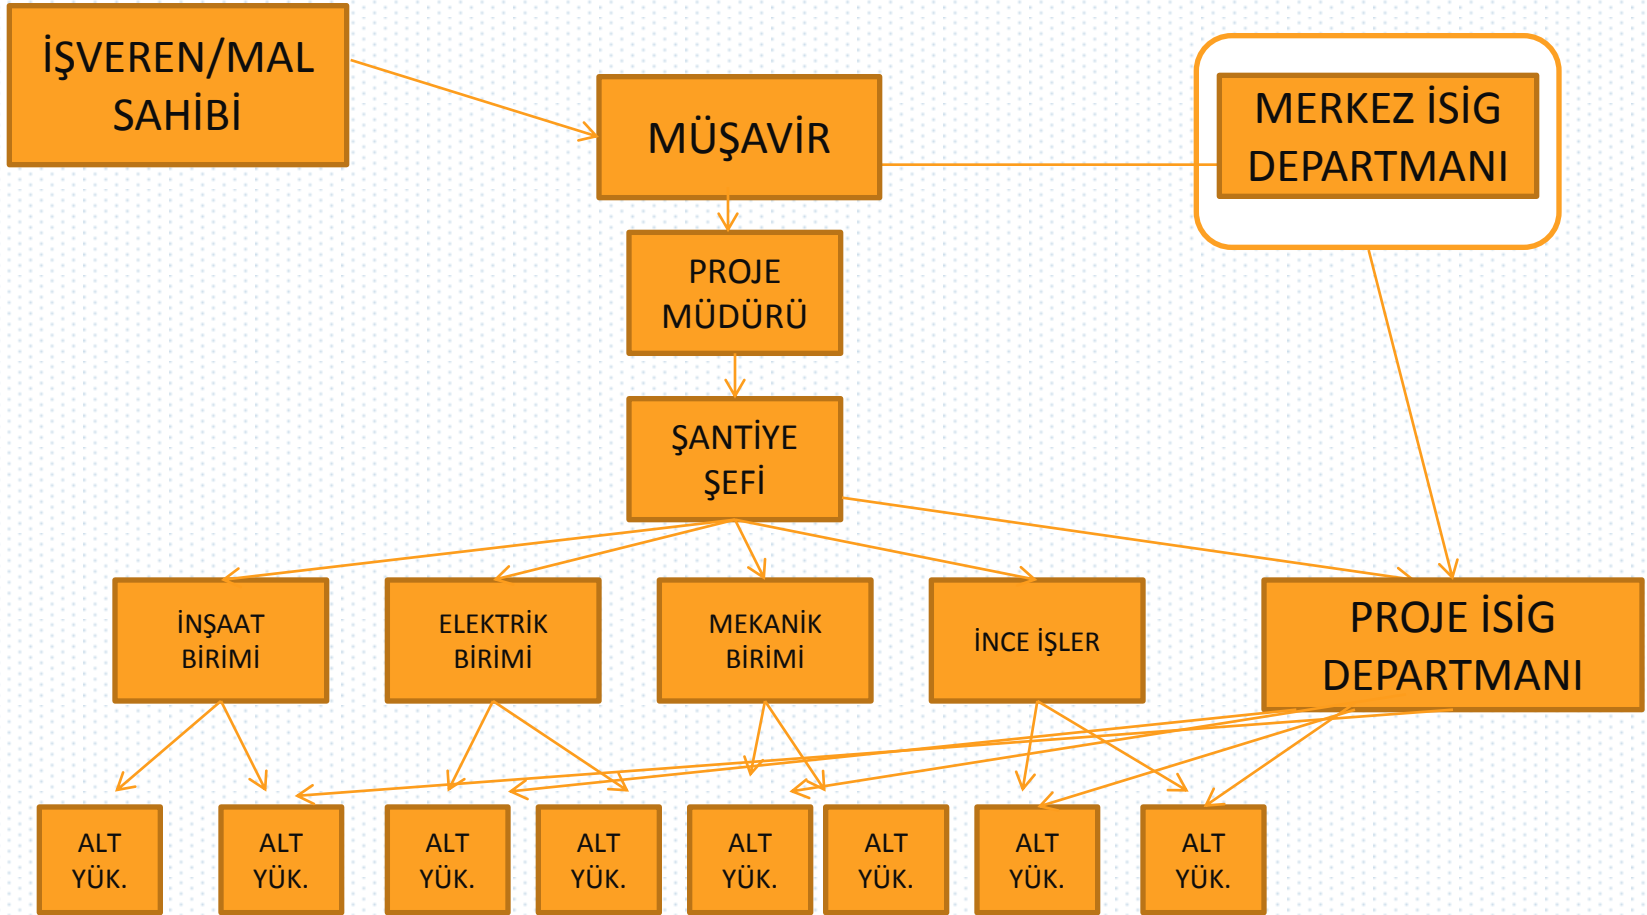 İŞVEREN/MAL
SAHİBİ
MÜŞAVİR
MERKEZ İSİG
DEPARTMANI
PROJE
MÜDÜRÜ
ŞANTİYE
ŞEFİ
İNŞAAT
BİRİMİ
ELEKTRİK
BİRİMİ
MEKANİK
BİRİMİ
İNCE İŞLER
PROJE İSİG
DEPARTMANI
ALT
YÜK.
ALT
YÜK.
ALT
YÜK.
ALT
YÜK.
ALT
YÜK.
ALT
YÜK.
ALT
YÜK.
ALT
YÜK.